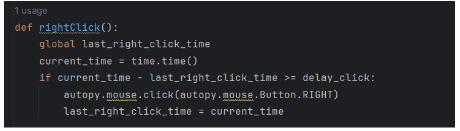 1 usage
def rightClick():
    global last_right_click_time
    current_time = time.time()
    if current_time - last_right_click_time >= delay_click:
        autopy.mouse.click(autopy.mouse.Button.RIGHT)
        last_right_click_time = current_time